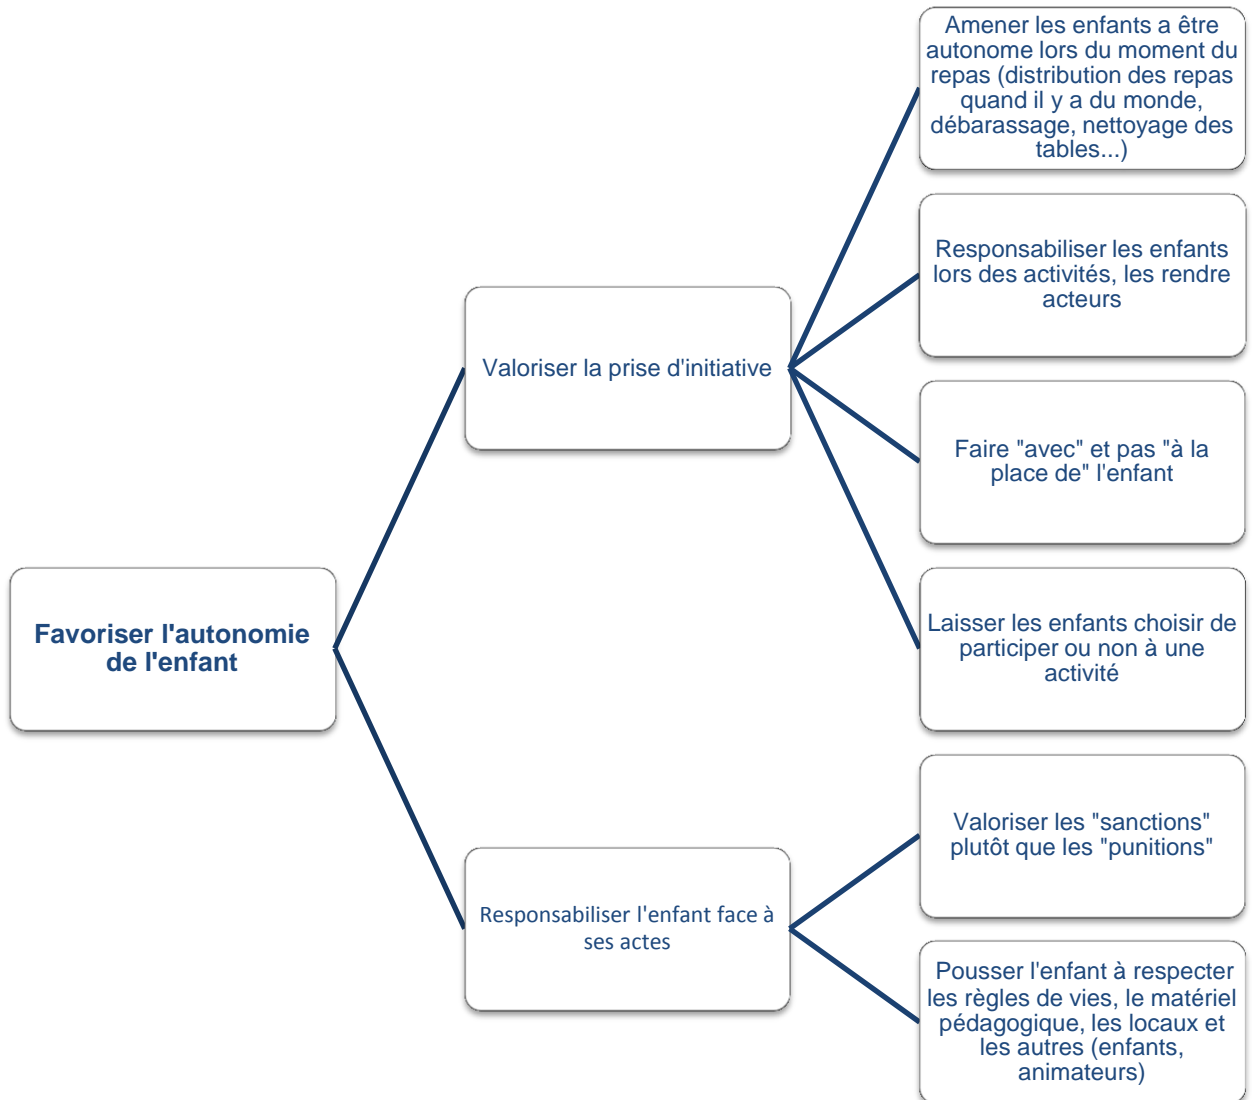 Favoriser l'autonomie
de l'enfant
Valoriser la prise d'initiative
Amener les enfants a être
autonome lors du moment du
repas (distribution des repas
quand il y a du monde,
débarassage, nettoyage des
tables...)
Responsabiliser les enfants
lors des activités, les rendre
acteurs
Faire "avec" et pas "à la
place de" l'enfant
Laisser les enfants choisir de
participer ou non à une
activité
Responsabiliser l'enfant face à
ses actes
Valoriser les "sanctions"
plutôt que les "punitions"
Pousser l'enfant à respecter
les règles de vies, le matériel
pédagogique, les locaux et
les autres (enfants,
animateurs)